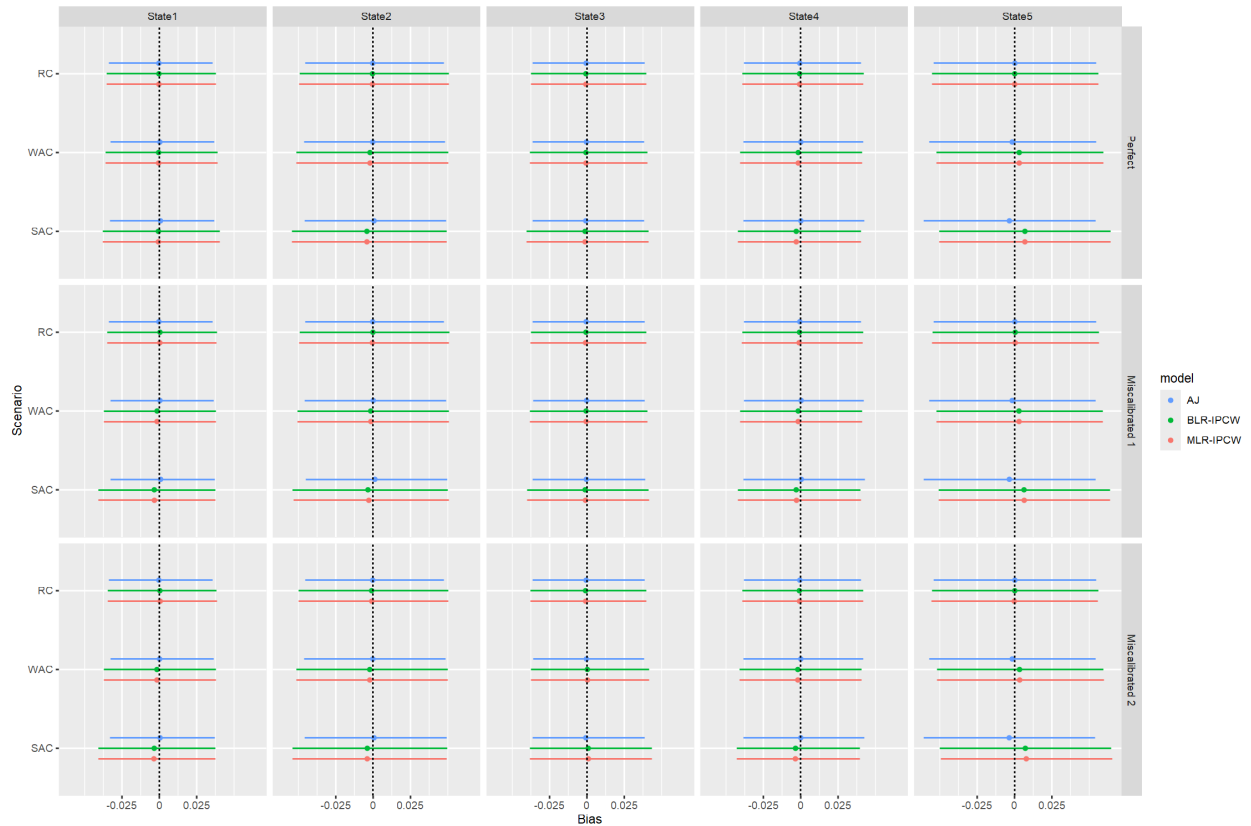 State1 State2 State3 State4 State5
RC
WAC
SAC
Perfect
RC
WAC
SAC
Miscalibrated 1
RC
WAC
SAC
Miscalibrated 2
-0.025 0 0.025 -0.025 0 0.025 -0.025 0 0.025 -0.025 0 0.025 -0.025 0 0.025
Bias
Scenario
model
AJ
BLR-IPCW
MLR-IPCW